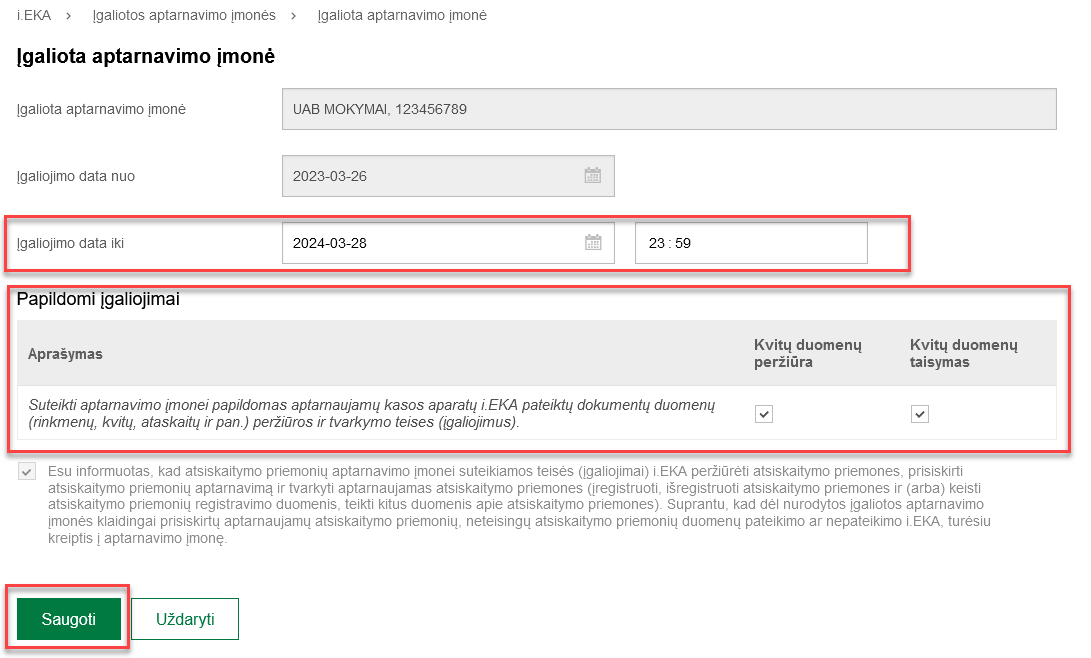 i.EKA > Įgaliotos aptarnavimo įmonės > Įgaliota aptarnavimo įmonė
Įgaliota aptarnavimo įmonė
Įgaliota aptarnavimo įmonė UAB MOKYMAI, 123456789
Įgaliojimo data nuo 2023-03-26
Įgaliojimo data iki 2024-03-28 23 : 59
Papildomi įgaliojimai
Aprašymas
Kvitų duomenų
peržiūra
Kvitų duomenų
taisymas
Suteikti aptarnavimo įmonei papildomas aptarnaujamų kasos aparatų i.EKA pateiktų dokumentų duomenų
(rinkmenų, kvitų, ataskaitų ir pan.) peržiūros ir tvarkymo teises (įgaliojimus).
Esu informuotas, kad atsiskaitymo priemonių aptarnavimo įmonei suteikiamos teisės (įgaliojimai) i.EKA peržiūrėti atsiskaitymo priemones, prisiskirti
atsiskaitymo priemonių aptarnavimą ir tvarkyti aptarnaujamas atsiskaitymo priemones (įregistruoti, išregistruoti atsiskaitymo priemones ir (arba) keisti
atsiskaitymo priemonių registravimo duomenis, teikti kitus duomenis apie atsiskaitymo priemones). Suprantu, kad dėl nurodytos įgaliotos aptarnavimo
įmonės klaidingai prisiskirtų aptarnaujamų atsiskaitymo priemonių, neteisingų atsiskaitymo priemonių duomenų pateikimo ar nepateikimo i.EKA, turėsiu
kreiptis į aptarnavimo įmonę.
Saugoti Uždaryti